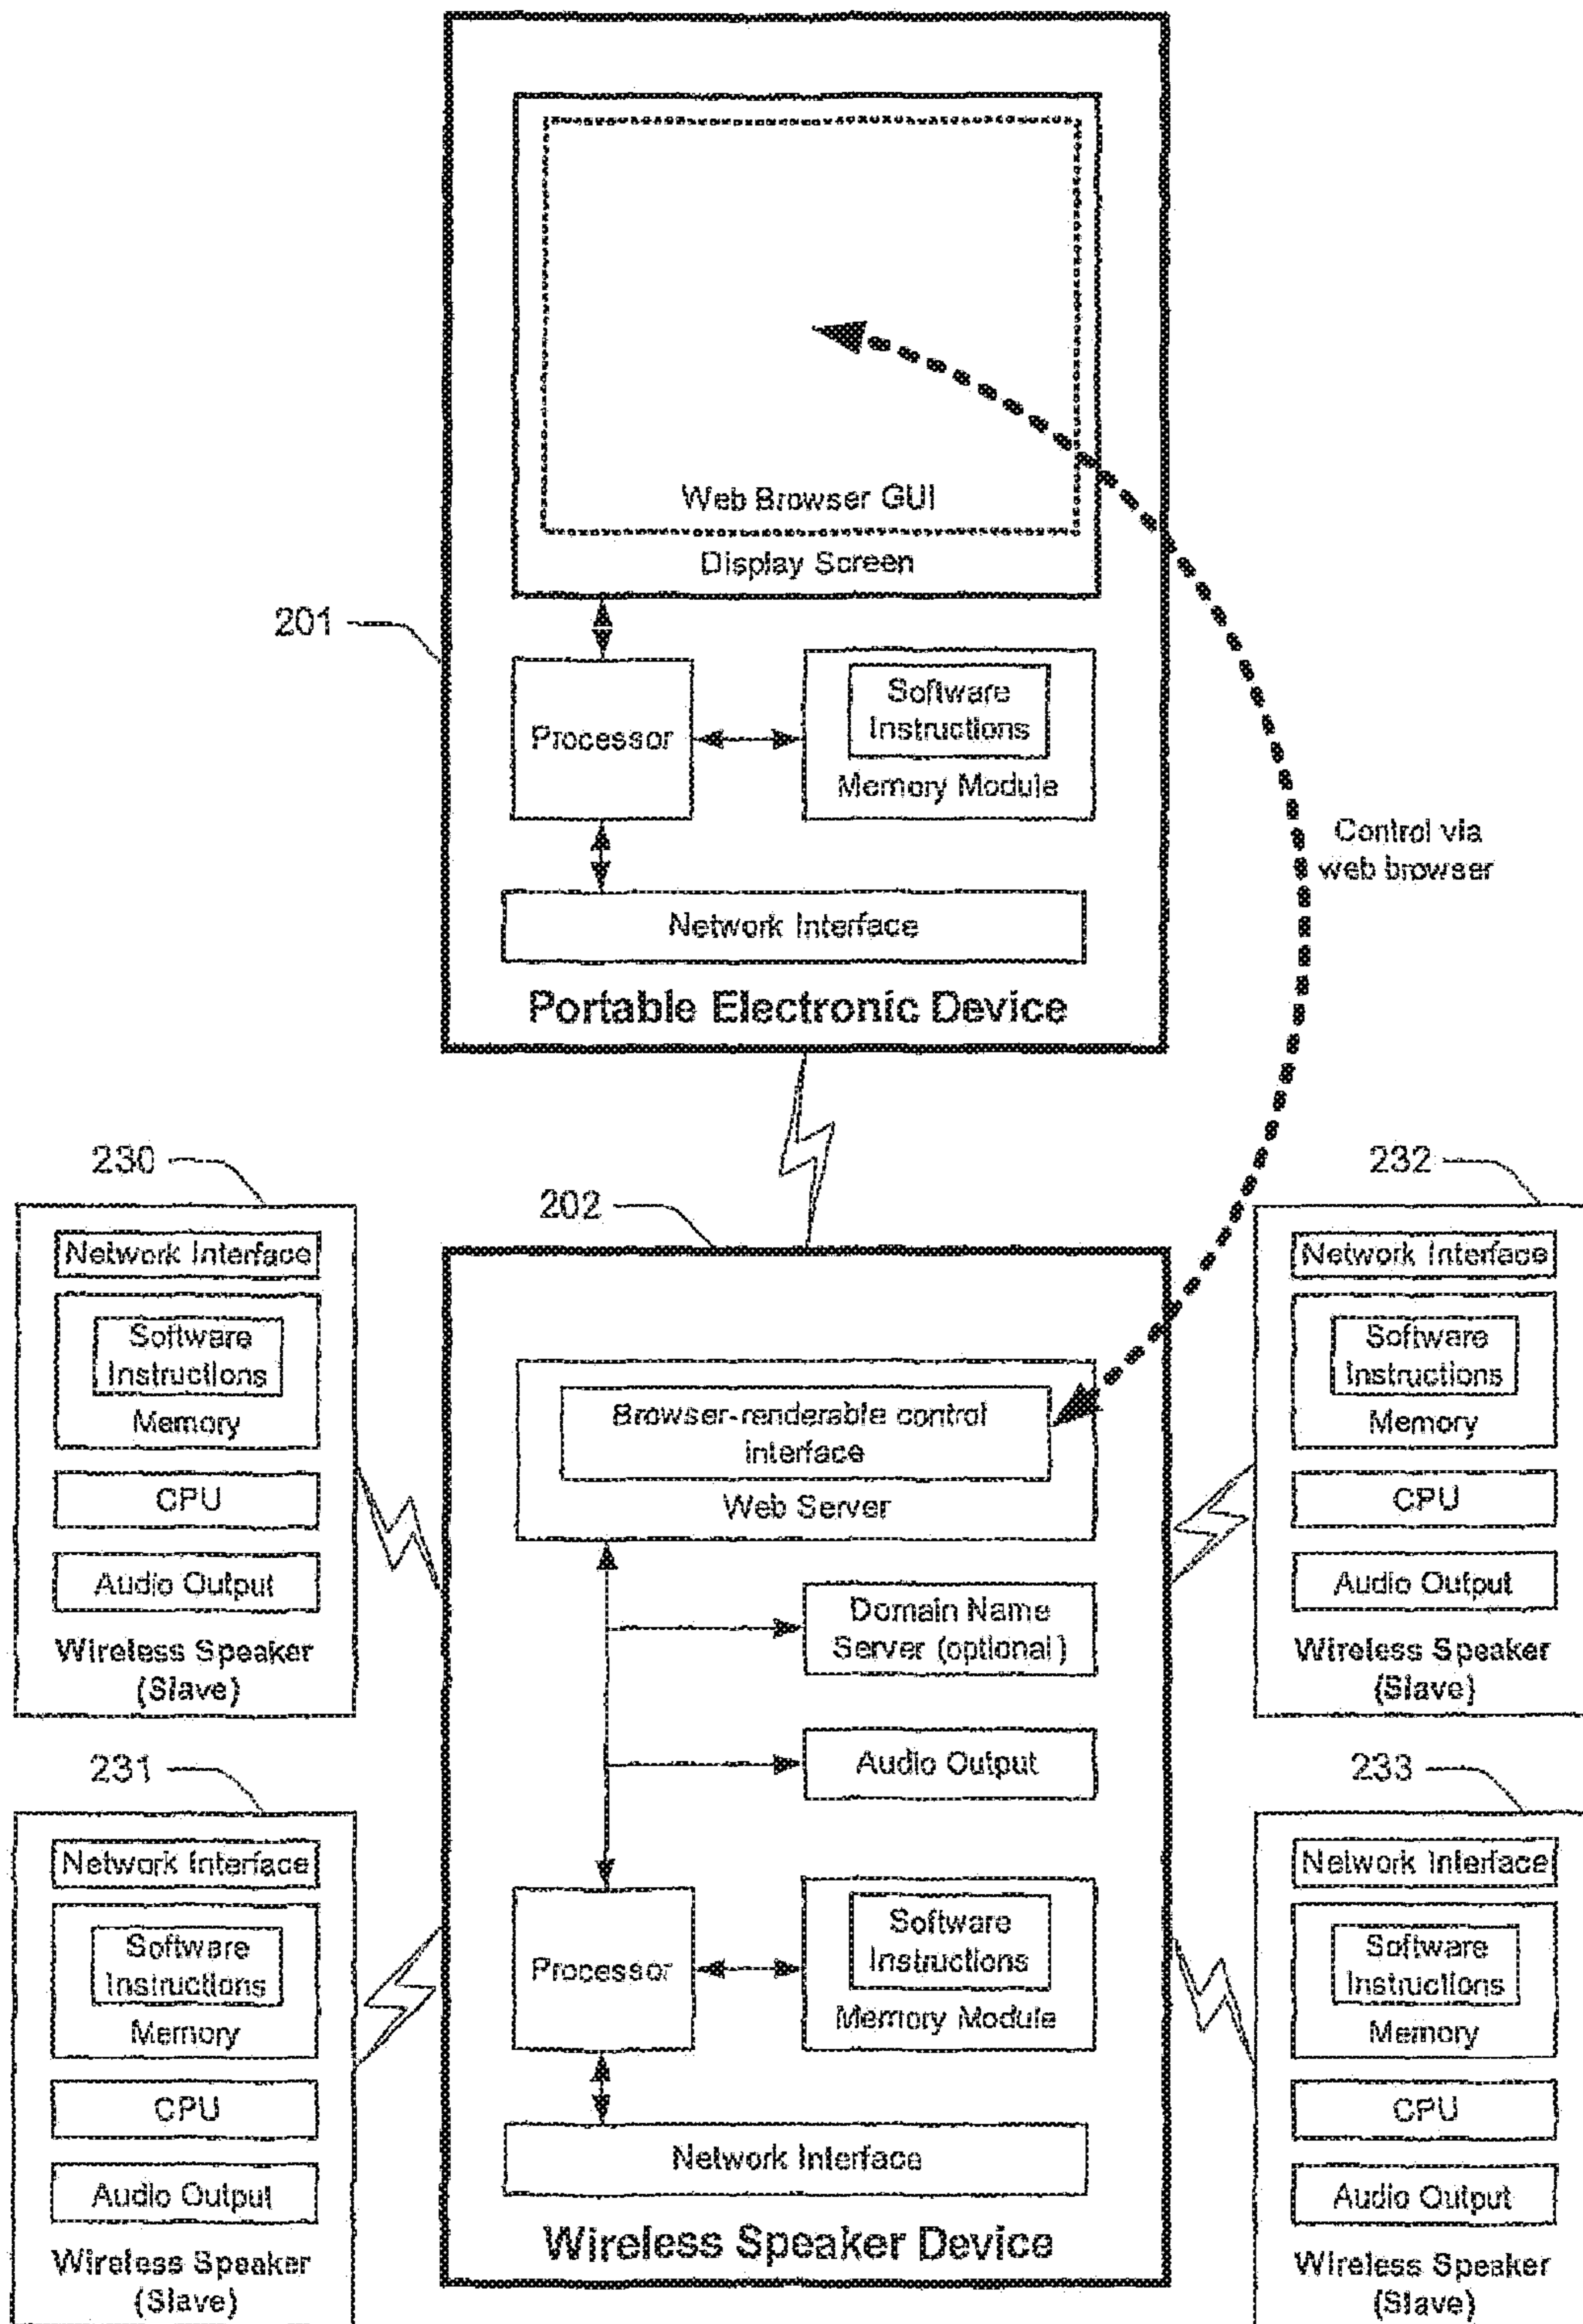 Web Browser GUI
Display Screen
201
Processor
Software
Instructions
Memory Module
Network Interface
Portable Electronic Device
Control via
web browser
230
Network Interface
Software
Instructions
Memory
CPU
Audio Output
Wireless Speaker
(Slave)
231
Network Interface
Software
Instructions
Memory
CPU
Audio Output
Wireless Speaker
(Slave)
202
Browser-renderable control
interface
Web Server
Domain Name
Server (optional)
Audio Output
Processor
Software
Instructions
Memory Module
Network Interface
Wireless Speaker Device
232
Network Interface
Software
Instructions
Memory
CPU
Audio Output
Wireless Speaker
(Slave)
233
Network Interface
Software
Instructions
Memory
CPU
Audio Output
Wireless Speaker
(Slave)